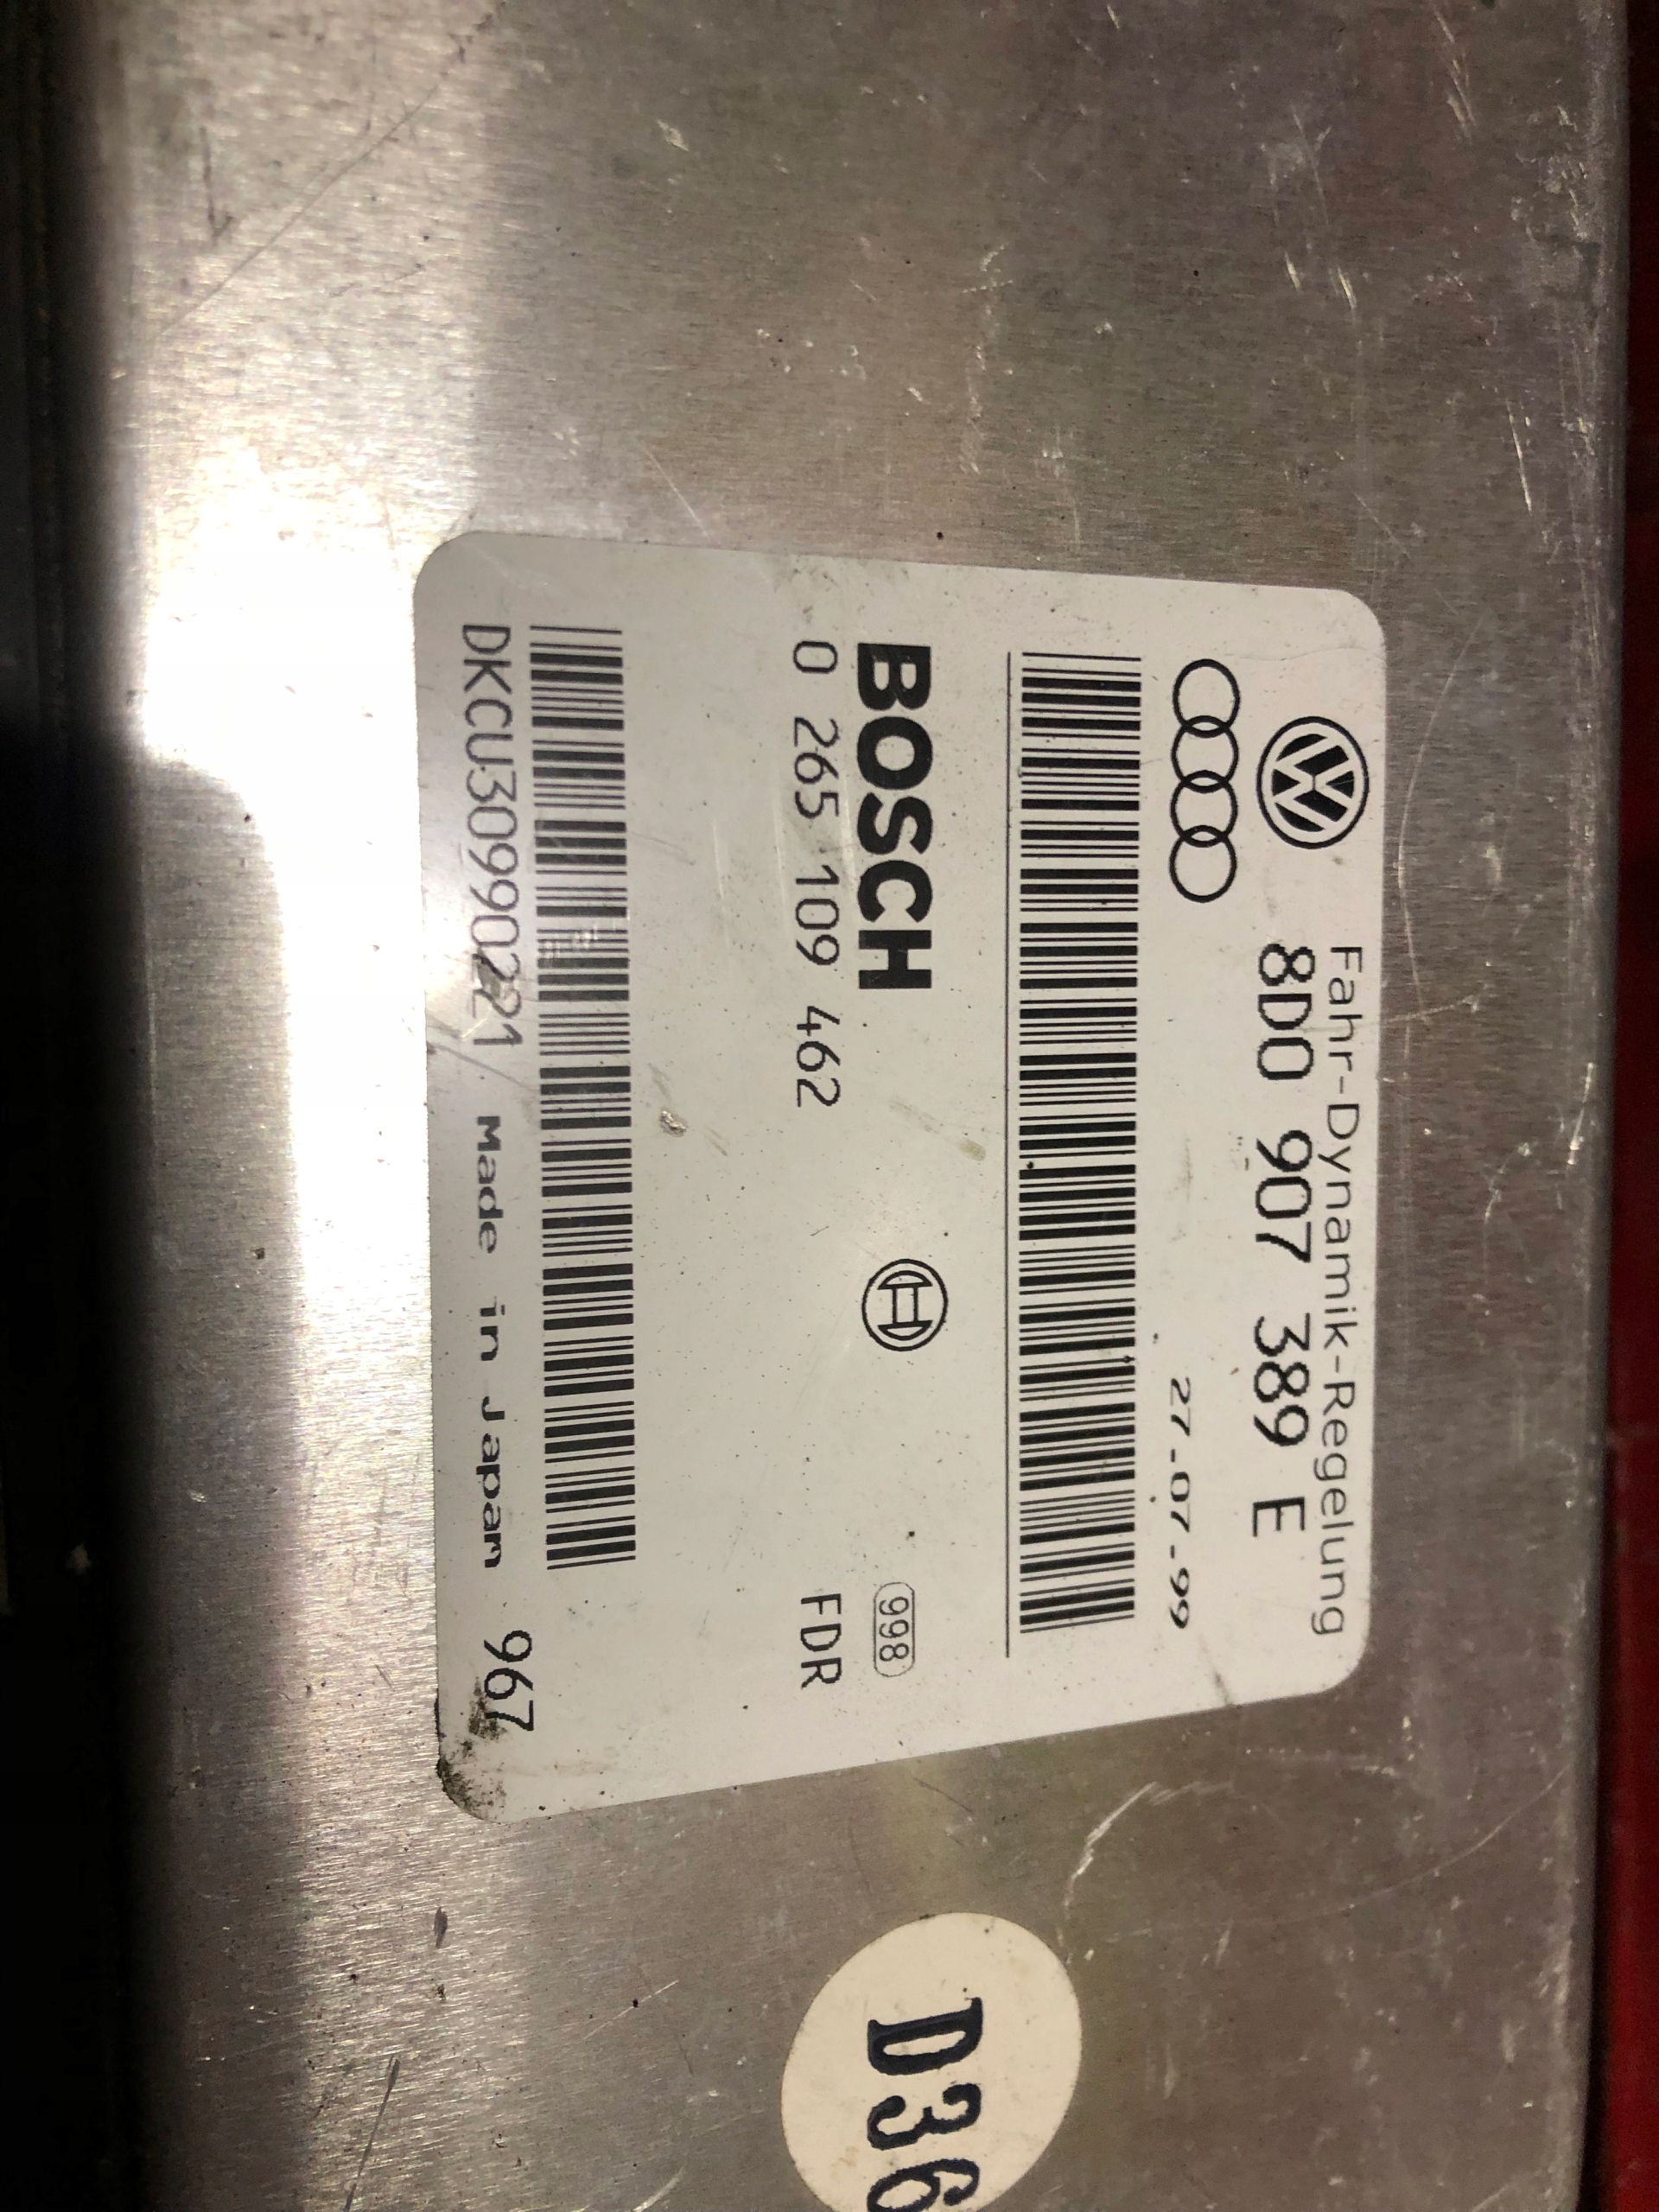 Fahr-Dynamik-Regelung
8D0 907 389 E
27.07.99
BOSCH
998
0 265 109 462
FDR
DKCU30990221 Made in Japan 967
D36